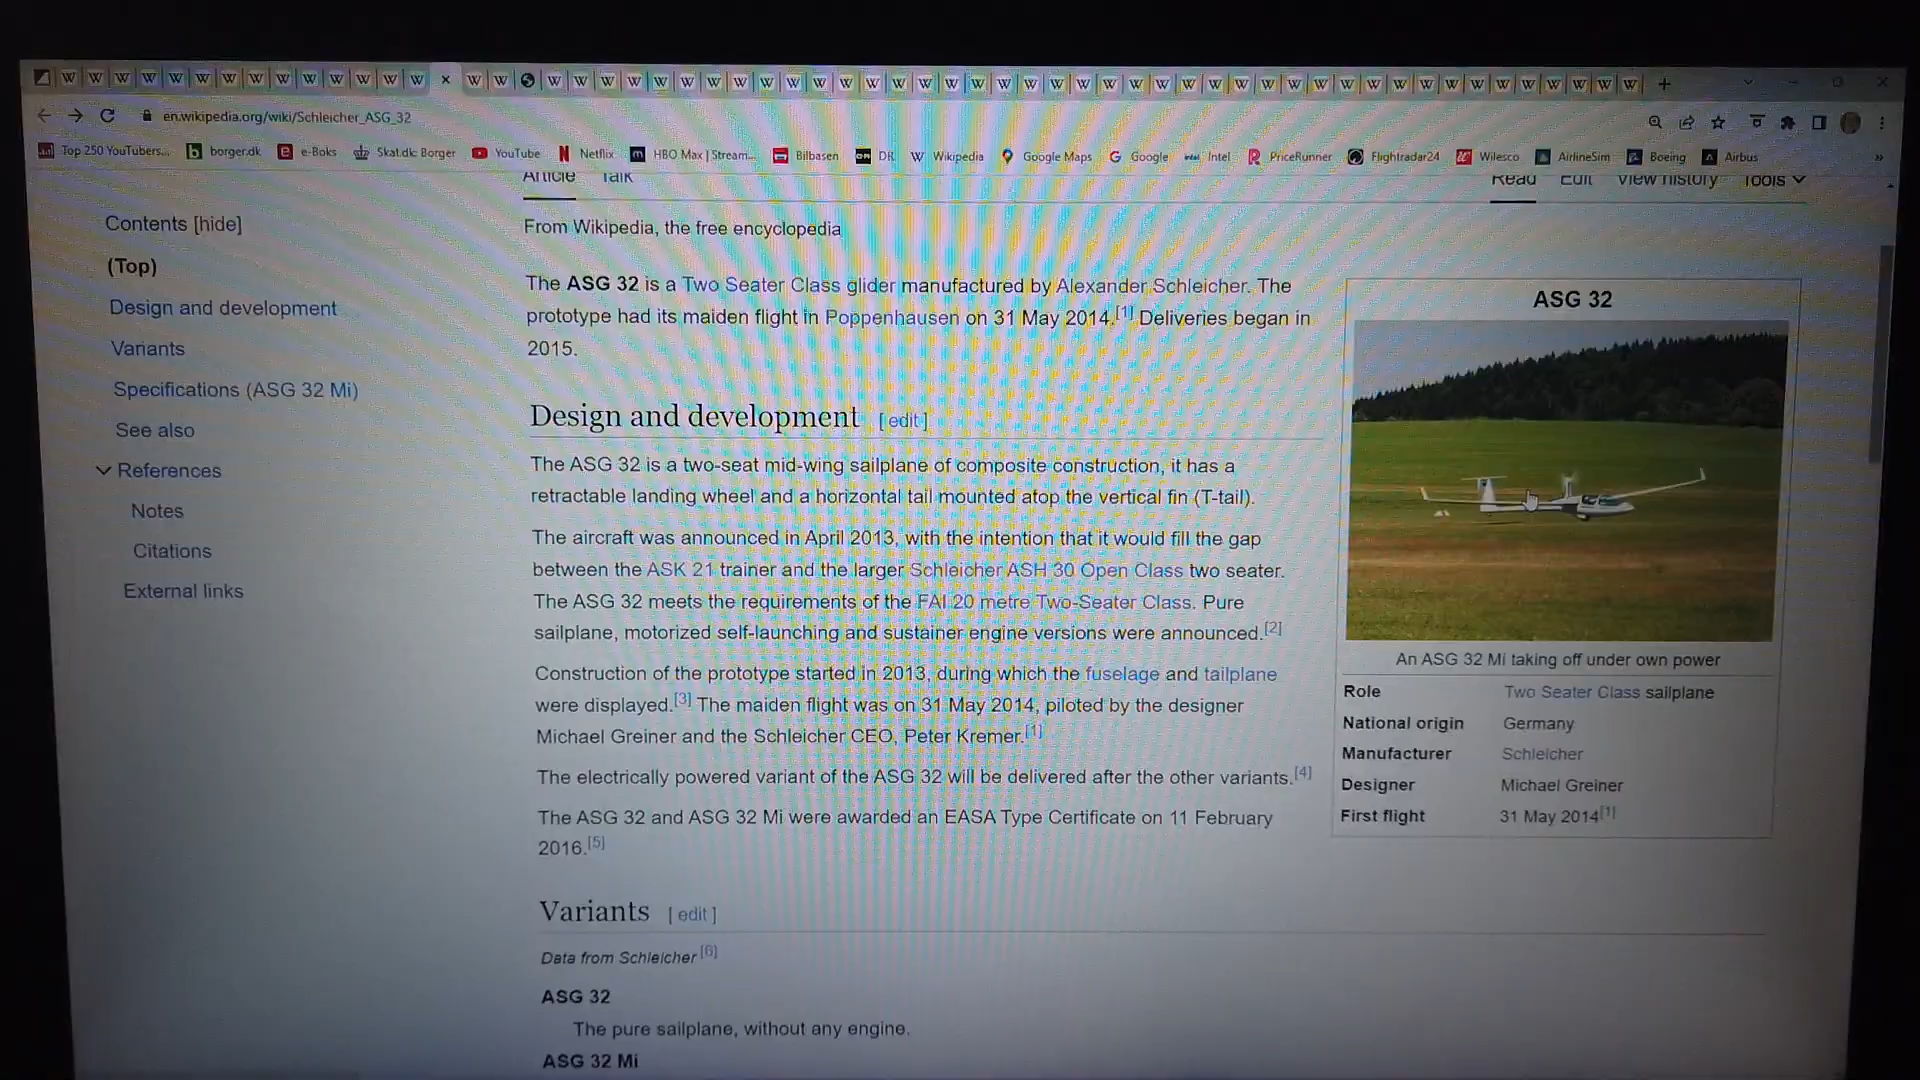 en.wikipedia.org/wiki/Schleicher_ASG_32
Top 250 YouTubers... borger.dk e-Boks Skat.dk: Borger YouTube Netflix HBO Max | Stream... Bilbasen DR Wikipedia Google Maps Google Intel PriceRunner Flightradar24 Wilesco AirlineSim Boeing Airbus
Article Talk Read Edit View history Tools
Contents [hide]
(Top)
Design and development
Variants
Specifications (ASG 32 Mi)
See also
References
Notes
Citations
External links
From Wikipedia, the free encyclopedia
The ASG 32 is a Two Seater Class glider manufactured by Alexander Schleicher. The
prototype had its maiden flight in Poppenhausen on 31 May 2014.[1] Deliveries began in
2015.
Design and development [ edit ]
The ASG 32 is a two-seat mid-wing sailplane of composite construction, it has a
retractable landing wheel and a horizontal tail mounted atop the vertical fin (T-tail).
The aircraft was announced in April 2013, with the intention that it would fill the gap
between the ASK 21 trainer and the larger Schleicher ASH 30 Open Class two seater.
The ASG 32 meets the requirements of the FAI 20 metre Two-Seater Class. Pure
sailplane, motorized self-launching and sustainer engine versions were announced.[2]
Construction of the prototype started in 2013, during which the fuselage and tailplane
were displayed.[3] The maiden flight was on 31 May 2014, piloted by the designer
Michael Greiner and the Schleicher CEO, Peter Kremer.[1]
The electrically powered variant of the ASG 32 will be delivered after the other variants.[4]
The ASG 32 and ASG 32 Mi were awarded an EASA Type Certificate on 11 February
2016.[5]
Variants [ edit ]
Data from Schleicher[6]
ASG 32
The pure sailplane, without any engine.
ASG 32 Mi
ASG 32
An ASG 32 Mi taking off under own power
Role Two Seater Class sailplane
National origin Germany
Manufacturer Schleicher
Designer Michael Greiner
First flight 31 May 2014[1]